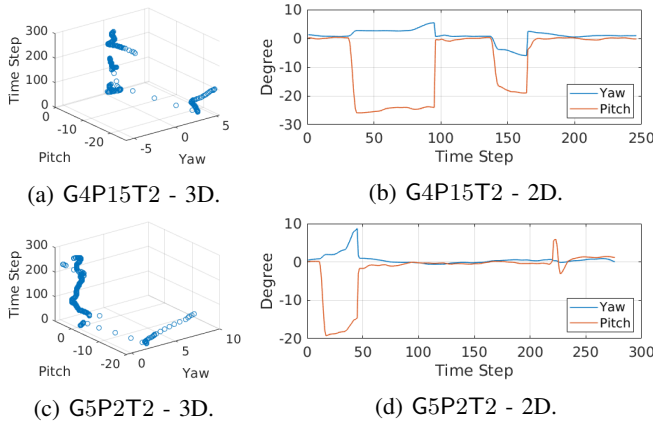 300
200
100
0
Time Step
0
-10
-20
Pitch
-5
0
5
Yaw
10
0
-10
-20
-30
Degree
0
50
100
150
200
250
Time Step
Yaw
Pitch
(a) G4P15T2 - 3D.
(b) G4P15T2 - 2D.
300
200
100
0
Time Step
0
-10
-20
Pitch
0
5
10
Yaw
10
0
-10
-20
Degree
0
50
100
150
200
250
300
Time Step
Yaw
Pitch
(c) G5P2T2 - 3D.
(d) G5P2T2 - 2D.